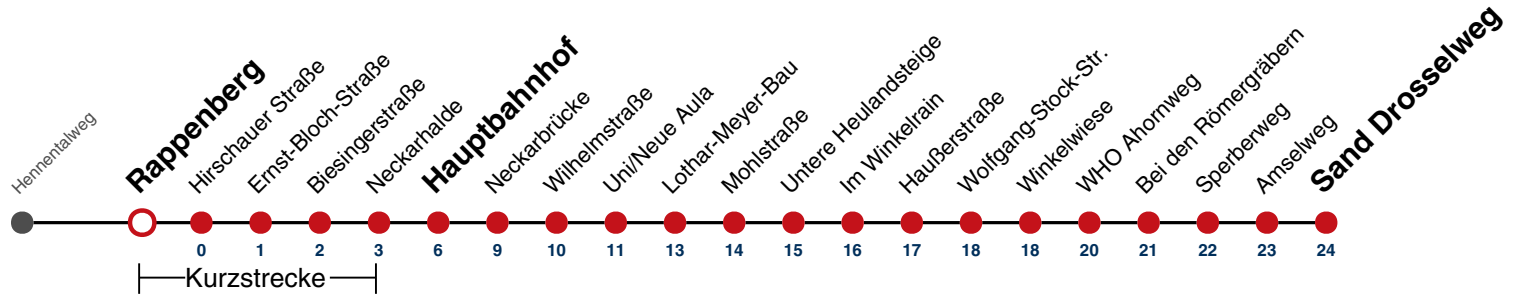 Hennentalweg
Rappenberg
Hirschauer Straße
Ernst-Bloch-Straße
Biesingerstraße
Neckarhalde
Hauptbahnhof
Neckarbrücke
Wilhelmstraße
Uni/Neue Aula
Lothar-Meyer-Bau
Mohlstraße
Untere Heulandsteige
Im Winkelrain
Haußerstraße
Wolfgang-Stock-Str.
Winkelwiese
WHO Ahornweg
Bei den Römergräbern
Sperberweg
Amselweg
Sand Drosselweg
0 1 2 3 6 9 10 11 13 14 15 16 17 18 18 20 21 22 23 24
Kurzstrecke